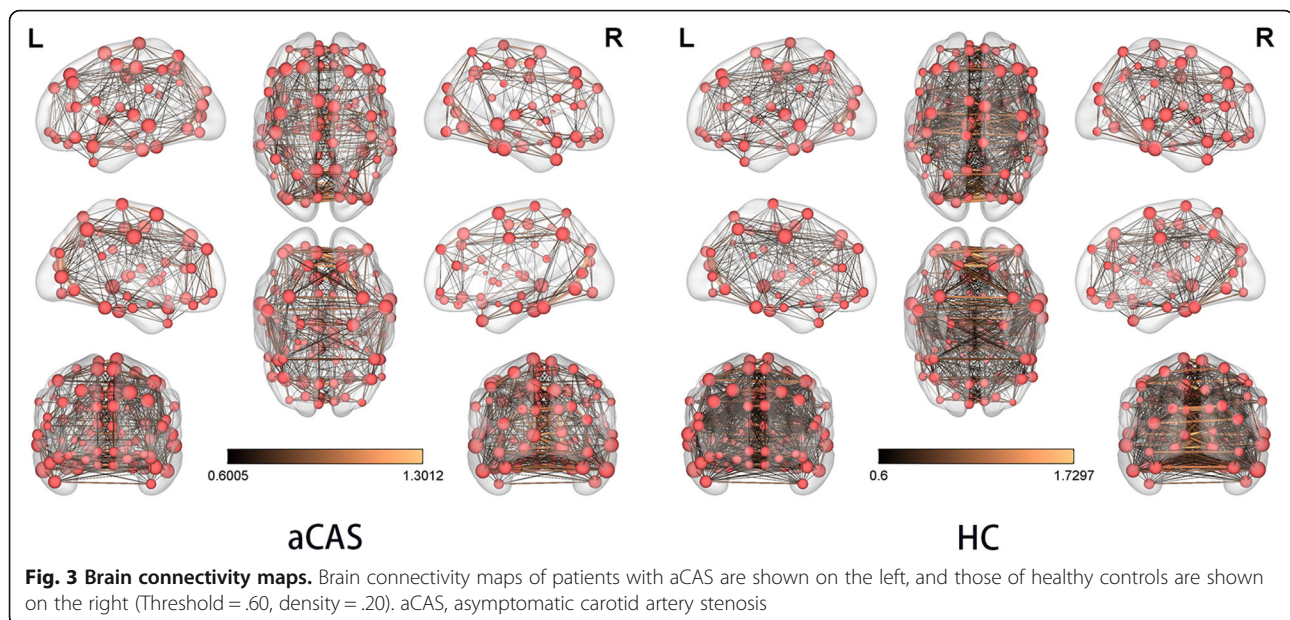 L R L R
0.6005 1.3012 0.6 1.7297
aCAS HC
Fig. 3 Brain connectivity maps. Brain connectivity maps of patients with aCAS are shown on the left, and those of healthy controls are shown
on the right (Threshold = .60, density = .20). aCAS, asymptomatic carotid artery stenosis